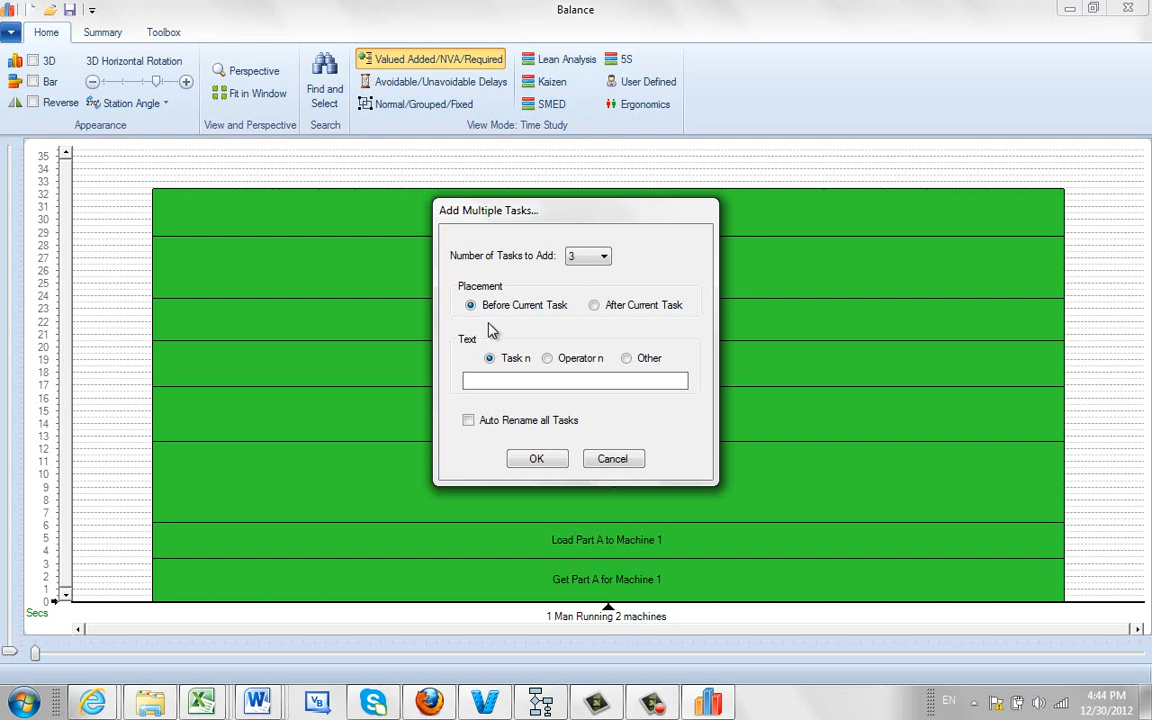 Balance
Home Summary Toolbox
3D 3D Horizontal Rotation
Bar
Reverse Station Angle
Appearance
Perspective
Fit in Window
View and Perspective
Find and
Select
Search
Valued Added/NVA/Required Lean Analysis 5S
Avoidable/Unavoidable Delays Kaizen User Defined
Normal/Grouped/Fixed SMED Ergonomics
View Mode: Time Study
35
34
33
32
31
30
29
28
27
26
25
24
23
22
21
20
19
18
17
16
15
14
13
12
11
10
9
8
7
6
5
4
3
2
1
0
Secs
Add Multiple Tasks...
Number of Tasks to Add: 3
Placement
Before Current Task After Current Task
Text
Task n Operator n Other
Auto Rename all Tasks
OK Cancel
Load Part A to Machine 1
Get Part A for Machine 1
1 Man Running 2 machines
EN
4:44 PM
12/30/2012